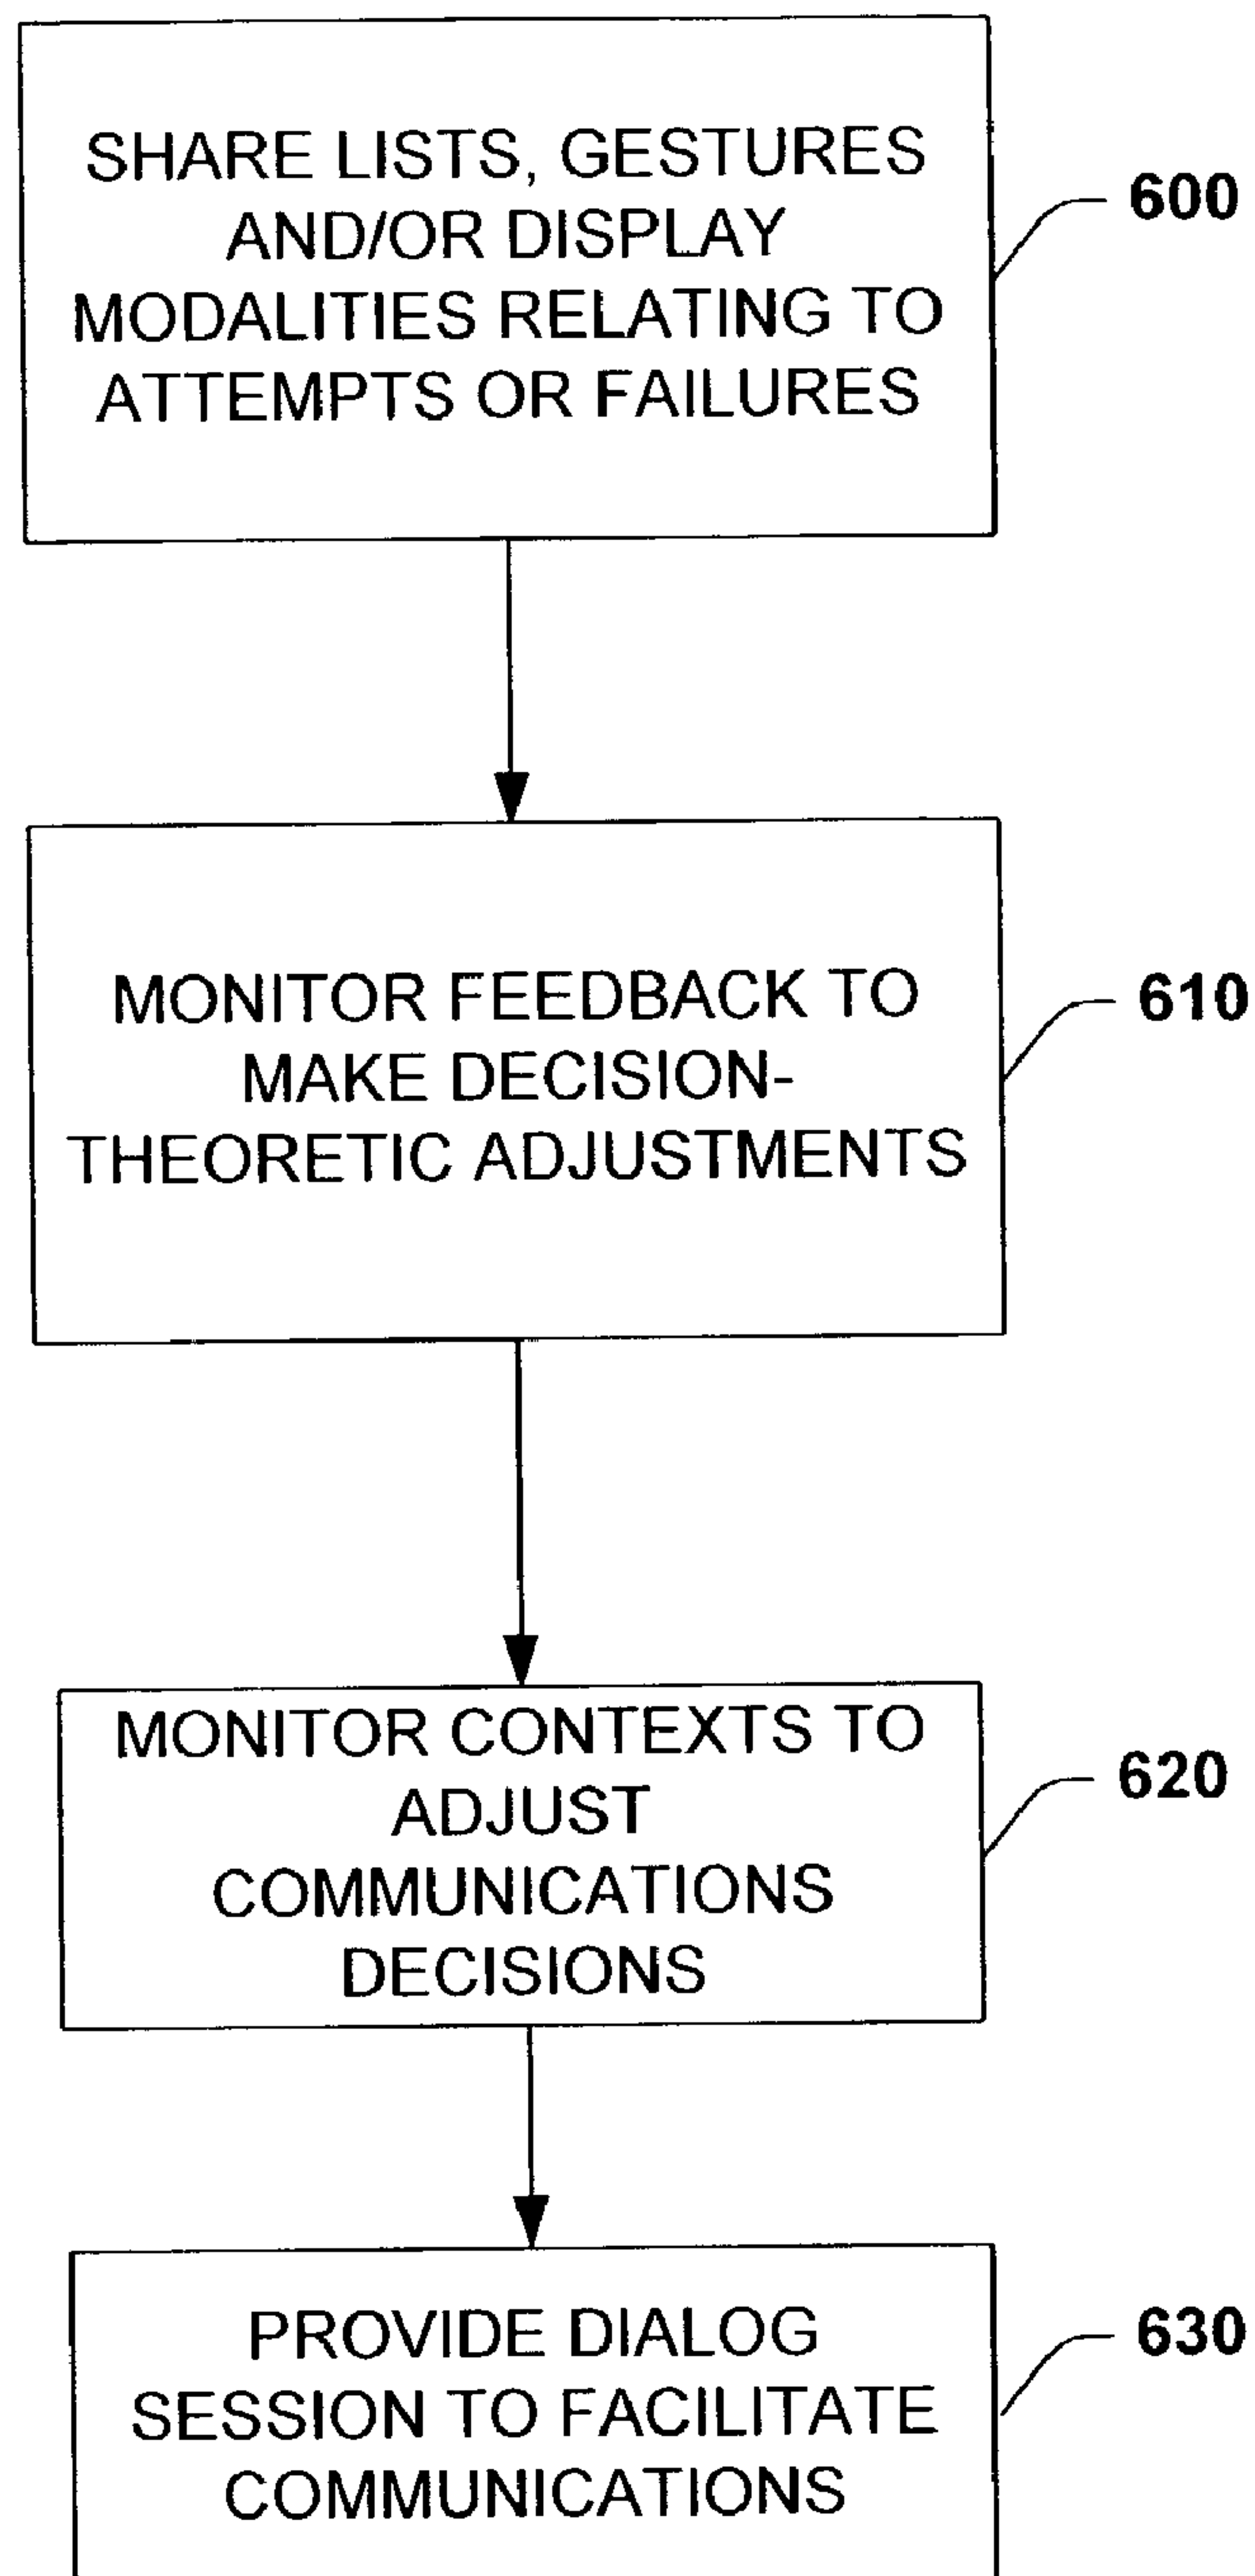 SHARE LISTS, GESTURES
AND/OR DISPLAY
MODALITIES RELATING TO
ATTEMPTS OR FAILURES
600
MONITOR FEEDBACK TO
MAKE DECISION-
THEORETIC ADJUSTMENTS
610
MONITOR CONTEXTS TO
ADJUST
COMMUNICATIONS
DECISIONS
620
PROVIDE DIALOG
SESSION TO FACILITATE
COMMUNICATIONS
630